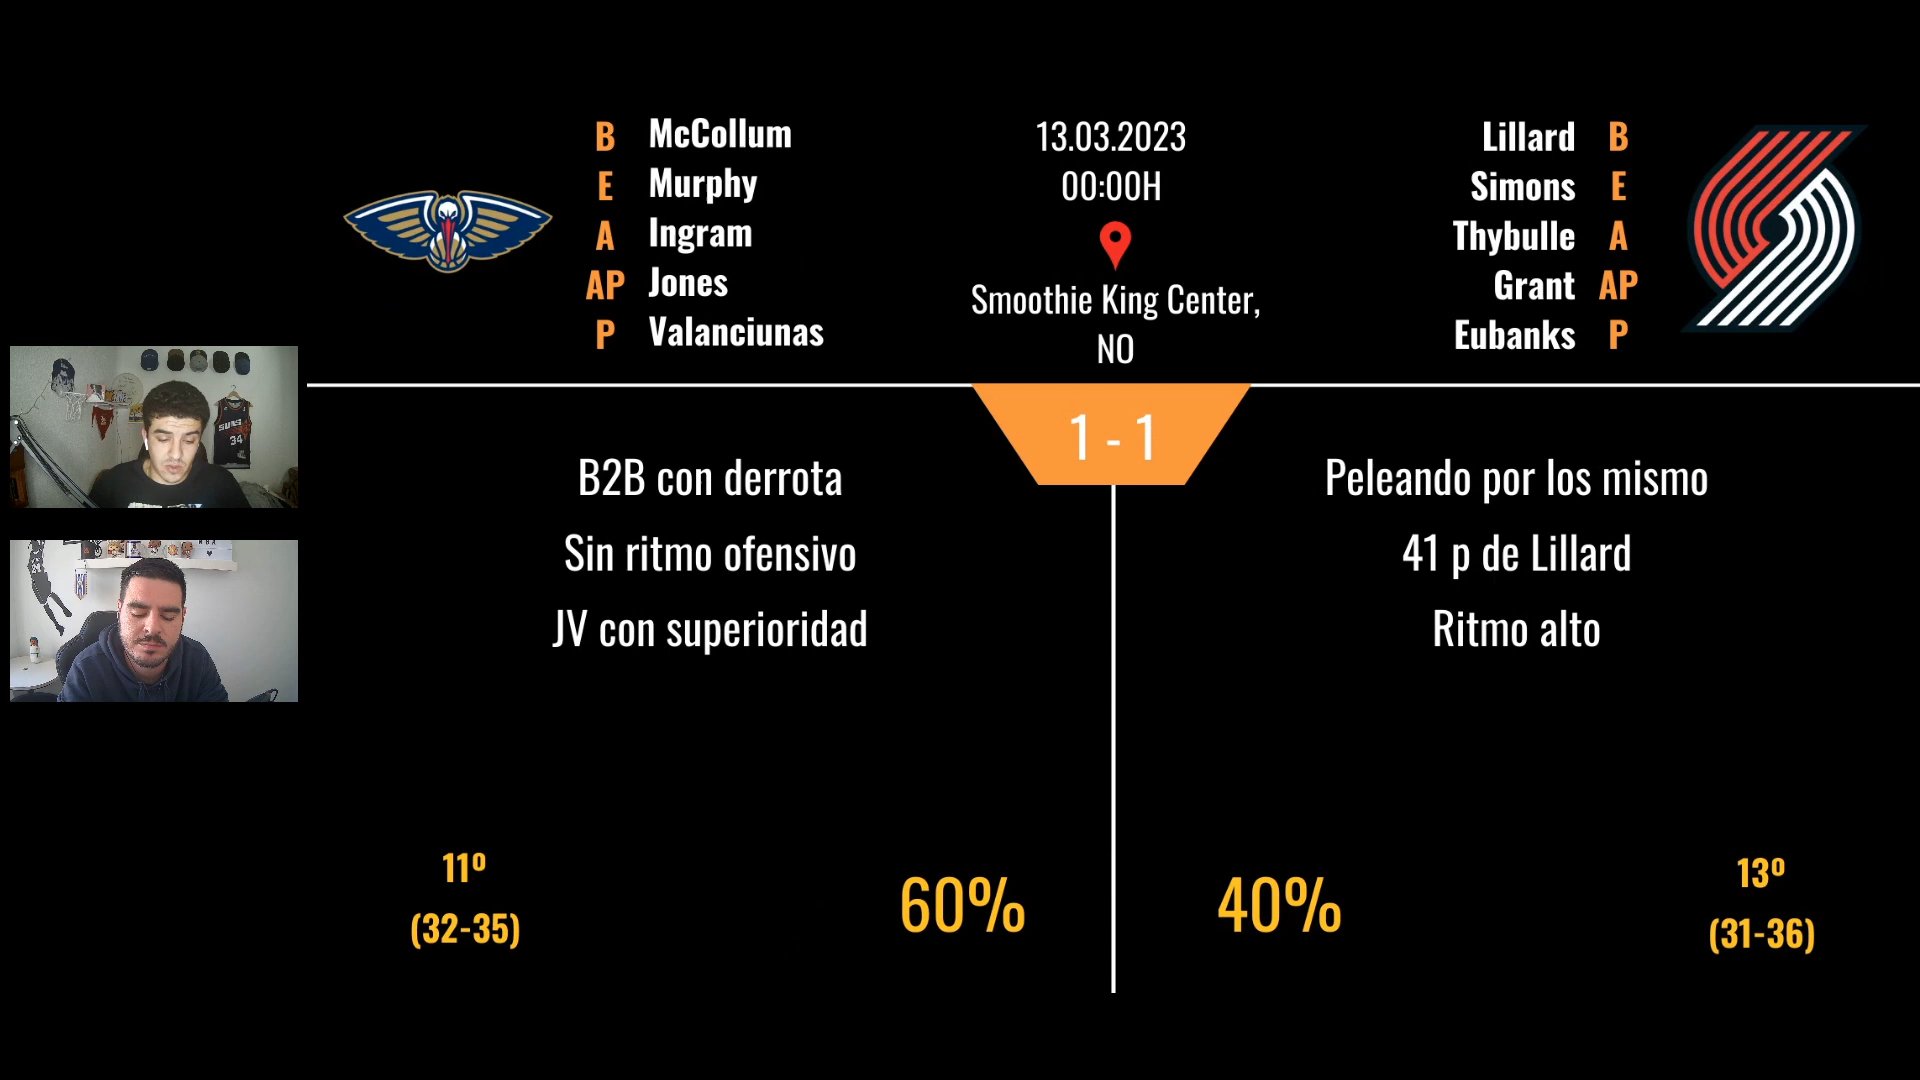 B McCollum
E Murphy
A Ingram
AP Jones
P Valanciunas
13.03.2023
00:00H
Smoothie King Center,
NO
Lillard B
Simons E
Thybulle A
Grant AP
Eubanks P
SUNS
34
1 - 1
B2B con derrota
Sin ritmo ofensivo
JV con superioridad
Peleando por los mismo
41 p de Lillard
Ritmo alto
11º
(32-35)
60%
40%
13º
(31-36)